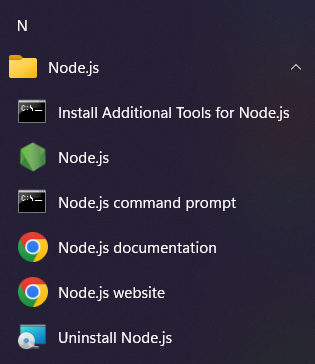 N
Node.js
Install Additional Tools for Node.js
Node.js
Node.js command prompt
Node.js documentation
Node.js website
Uninstall Node.js